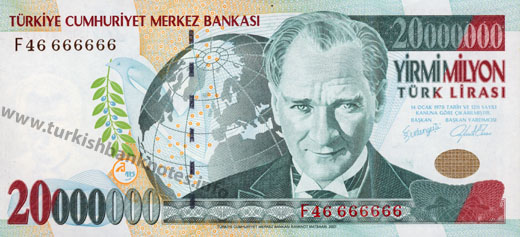 TÜRKİYE CUMHURİYET MERKEZ BANKASI
F46 666666
20000000
YİRMİMİLYON
TÜRK LİRASI
14 OCAK 1970 TARİH VE 1211 SAYILI
KANUNA GÖRE ÇIKARILMIŞTIR.
BAŞKAN BAŞKAN YARDIMCISI
www.turkishbanknotes.info
20000000
F46 666666
TÜRKİYE CUMHURİYET MERKEZ BANKASI BANKNOT MATBAASI